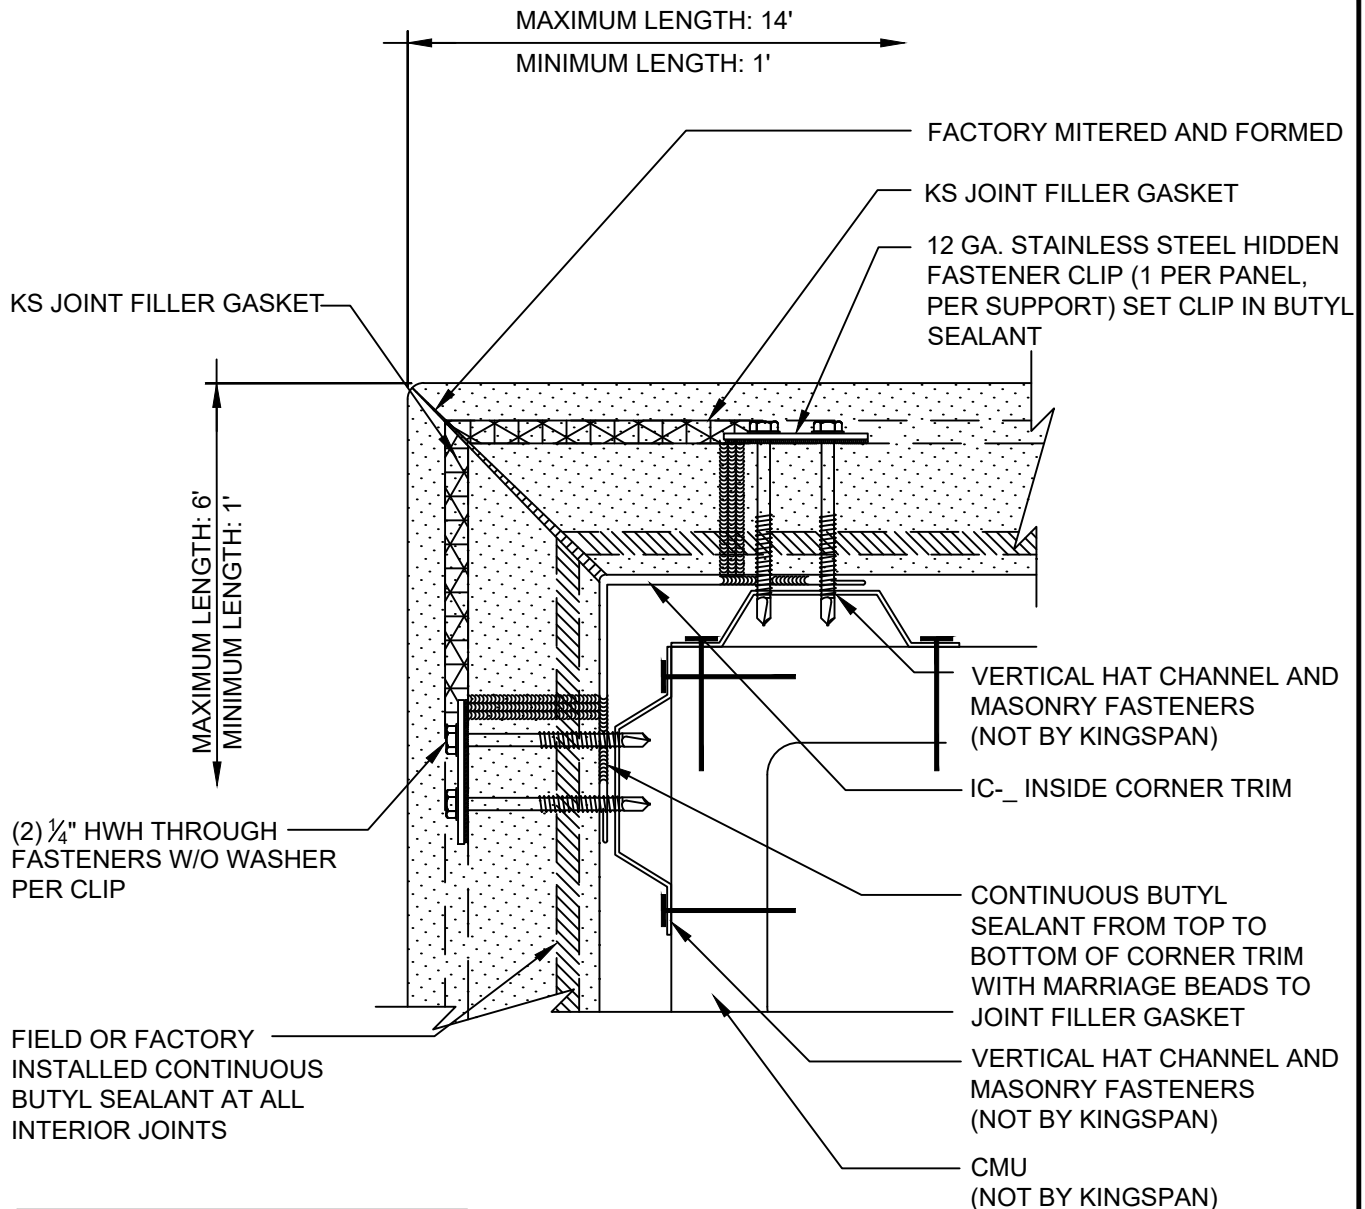 MAXIMUM LENGTH: 14'
MINIMUM LENGTH: 1'
FACTORY MITERED AND FORMED
KS JOINT FILLER GASKET
12 GA. STAINLESS STEEL HIDDEN
FASTENER CLIP (1 PER PANEL,
PER SUPPORT) SET CLIP IN BUTYL
SEALANT
KS JOINT FILLER GASKET
MAXIMUM LENGTH: 6'
MINIMUM LENGTH: 1'
VERTICAL HAT CHANNEL AND
MASONRY FASTENERS
(NOT BY KINGSPAN)
IC-_ INSIDE CORNER TRIM
(2) ¼" HWH THROUGH
FASTENERS W/O WASHER
PER CLIP
CONTINUOUS BUTYL
SEALANT FROM TOP TO
BOTTOM OF CORNER TRIM
WITH MARRIAGE BEADS TO
JOINT FILLER GASKET
FIELD OR FACTORY
INSTALLED CONTINUOUS
BUTYL SEALANT AT ALL
INTERIOR JOINTS
VERTICAL HAT CHANNEL AND
MASONRY FASTENERS
(NOT BY KINGSPAN)
CMU
(NOT BY KINGSPAN)